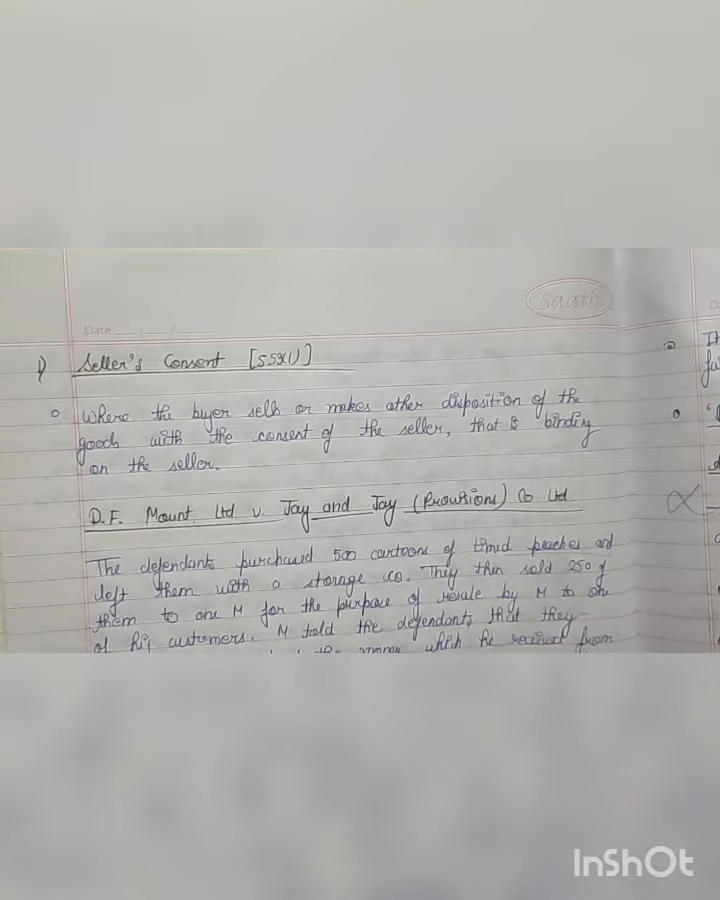 saath
Date
1) Seller's Consent [S.53(1)]
Where the buyer sells or makes other disposition of the
goods with the consent of the seller, that is binding
on the seller.
D.F. Mount Ltd v. Jay and Jay (Provisions) Co Ltd
The defendants purchased 500 cartoons of tinned peaches and
left them with a storage co. They then sold 250 of
them to one M for the purpose of resale by M to one
of his customers. M told the defendants that they
which he received from
It
InShOt